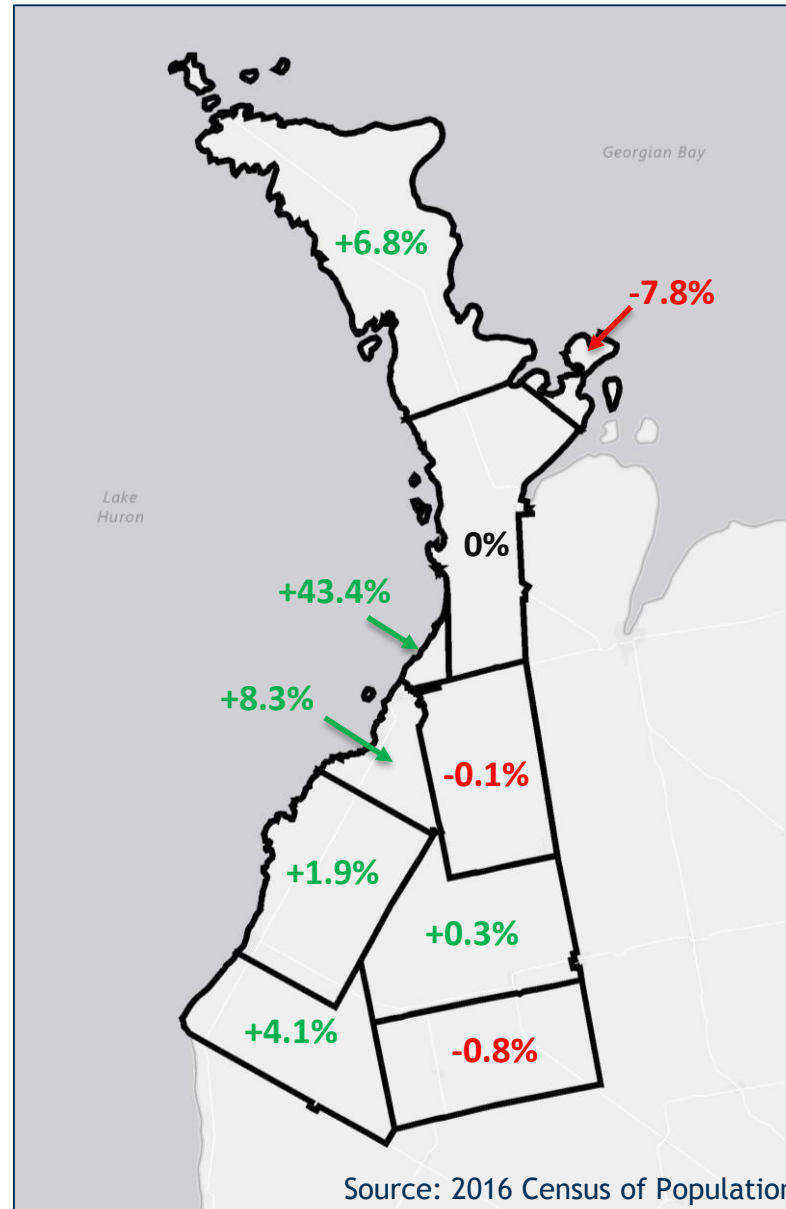 Georgian Bay
+6.8%
-7.8%
Lake
Huron
0%
+43.4%
+8.3%
-0.1%
+1.9%
+0.3%
+4.1%
-0.8%
Source: 2016 Census of Population